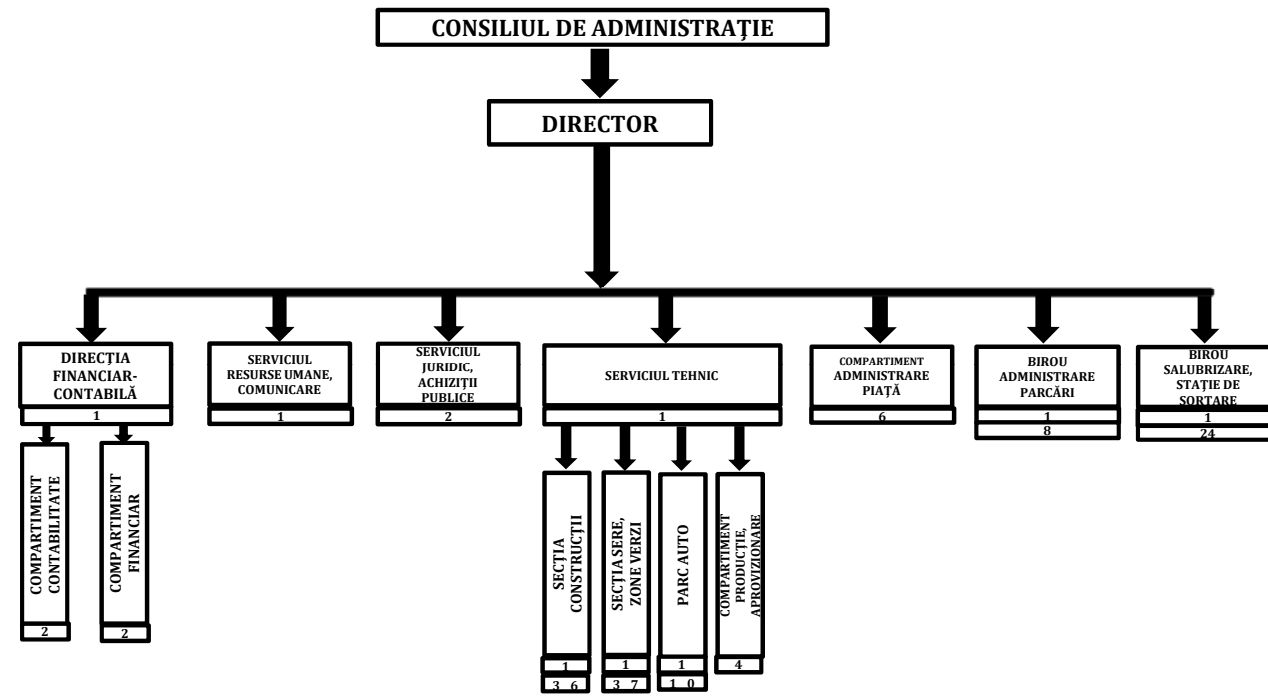 CONSILIUL DE ADMINISTRAȚIE
DIRECTOR
DIRECȚIA
FINANCIAR-
CONTABILĂ
1
SERVICIUL
RESURSE UMANE,
COMUNICARE
1
SERVICIUL
JURIDIC,
ACHIZIȚII
PUBLICE
2
SERVICIUL TEHNIC
1
COMPARTIMENT
ADMINISTRARE
PIAȚĂ
6
BIROU
ADMINISTRARE
PARCĂRI
1
8
BIROU
SALUBRIZARE,
STAȚIE DE
SORTARE
1
24
COMPARTIMENT
CONTABILITATE
2
COMPARTIMENT
FINANCIAR
2
SECȚIA
CONSTRUCȚII
1
3 6
SECȚIA SERE,
ZONE VERZI
1
3 7
PARC AUTO
1
1 0
COMPARTIMENT
PRODUCȚIE,
APROVIZIONARE
4